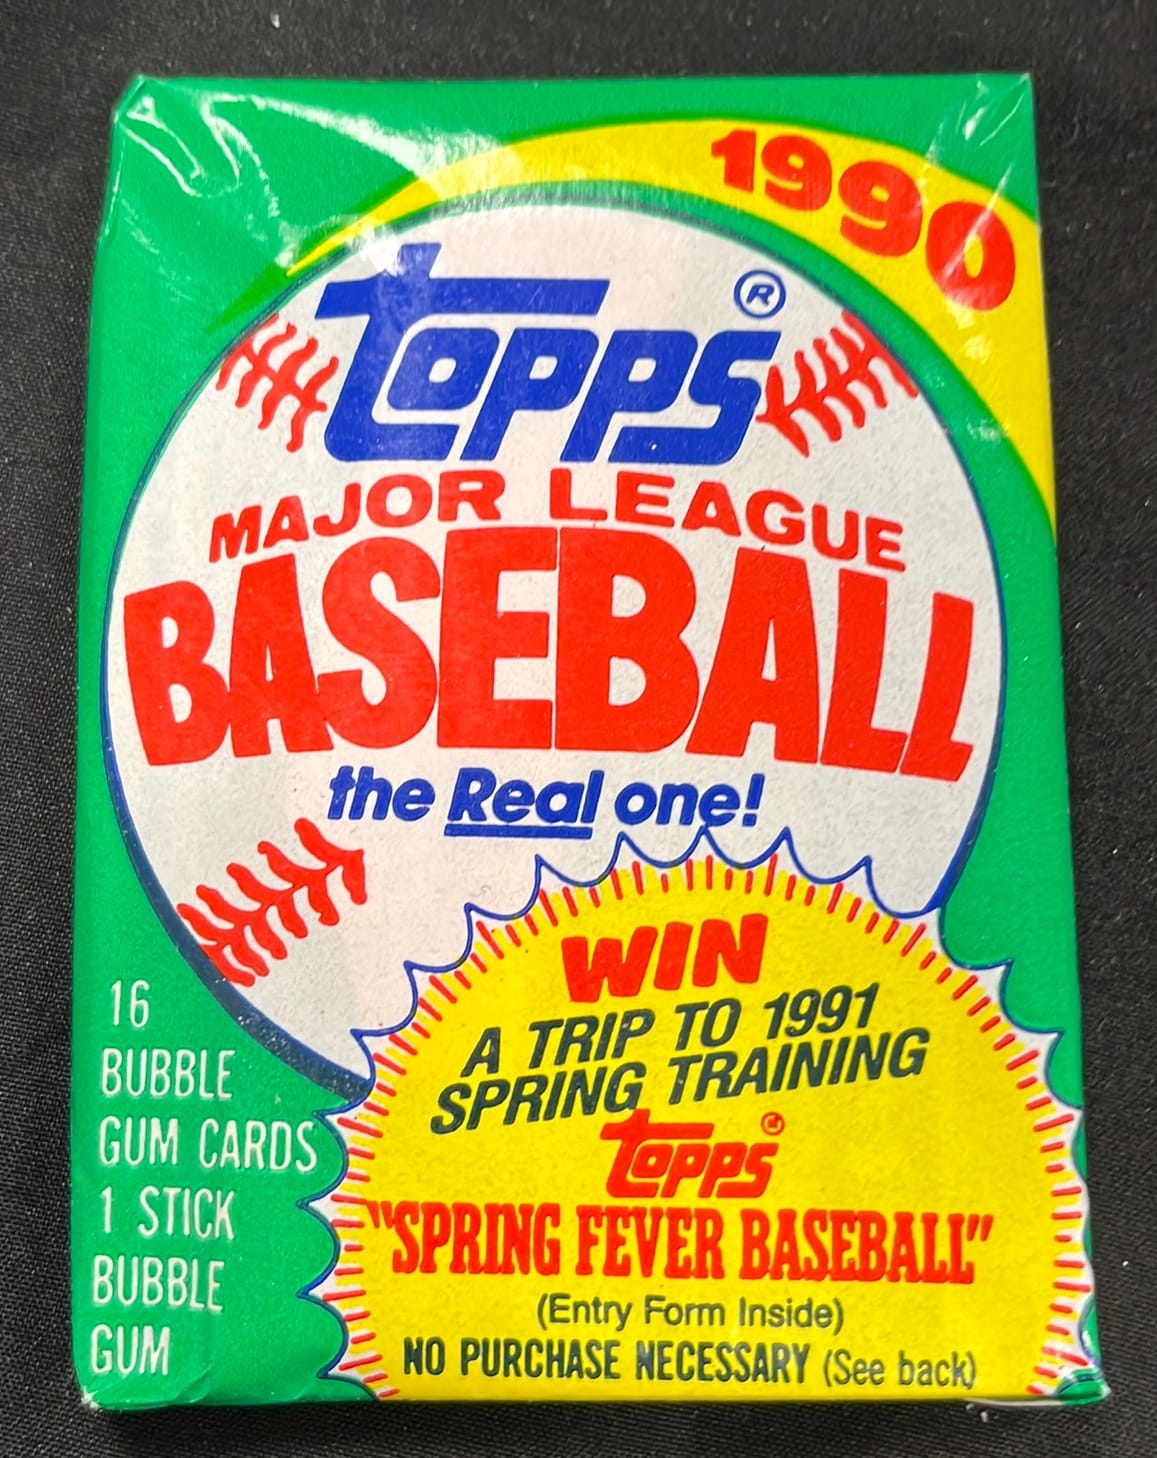 1990
Topps®
MAJOR LEAGUE
BASEBALL
the Real one!
WIN
A TRIP TO 1991
SPRING TRAINING
Topps®
"SPRING FEVER BASEBALL"
(Entry Form Inside)
NO PURCHASE NECESSARY (See back)
16
BUBBLE
GUM CARDS
1 STICK
BUBBLE
GUM